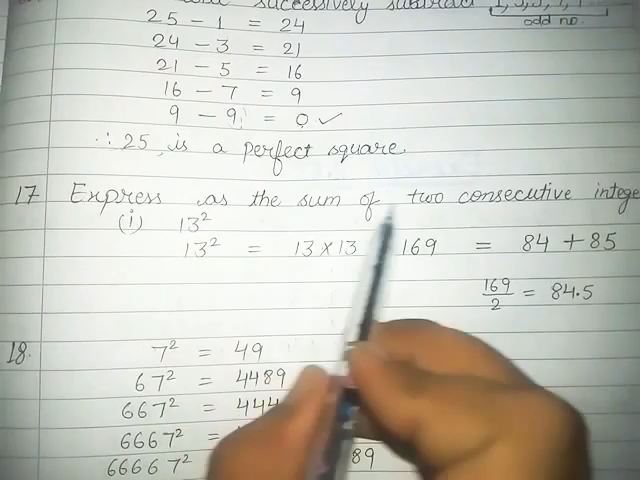 successively subtract 1, 3, 5, 7, 9
odd no.
25 - 1 = 24
24 - 3 = 21
21 - 5 = 16
16 - 7 = 9
9 - 9 = 0 ✓
∴ 25 is a perfect square.
17 Express as the sum of two consecutive intege
(i) 13²
13² = 13 × 13 169 = 84 + 85
169/2 = 84.5
18. 7² = 49
67² = 4489
667² = 444
6667² =
66667² = 89